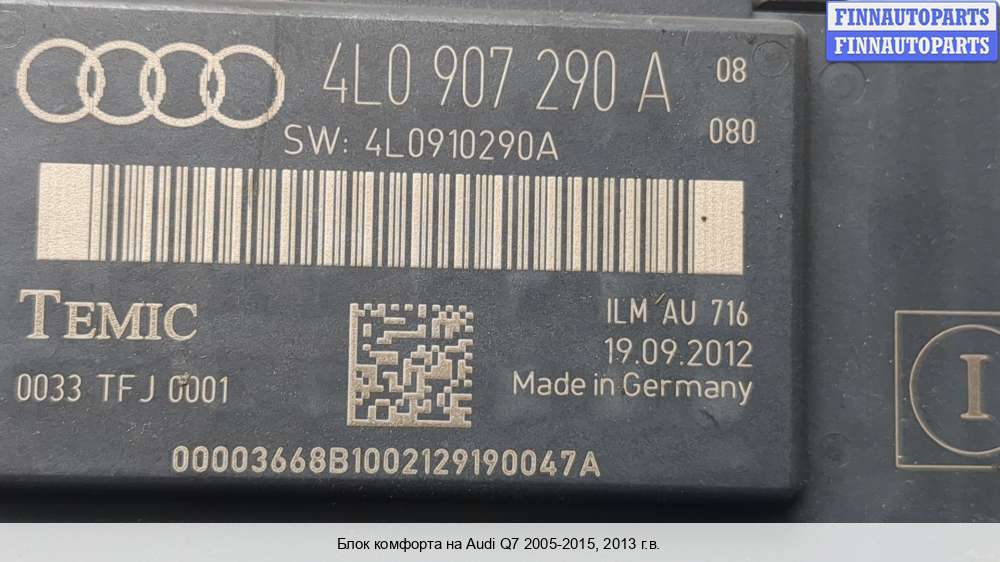 FINNAUTOPARTS
FINNAUTOPARTS
4L0 907 290 A 08
SW: 4L0910290A 080
TEMIC
ILM AU 716
19.09.2012
0033 TFJ 0001
Made in Germany
I
00003668B1002129190047A
Блок комфорта на Audi Q7 2005-2015, 2013 г.в.